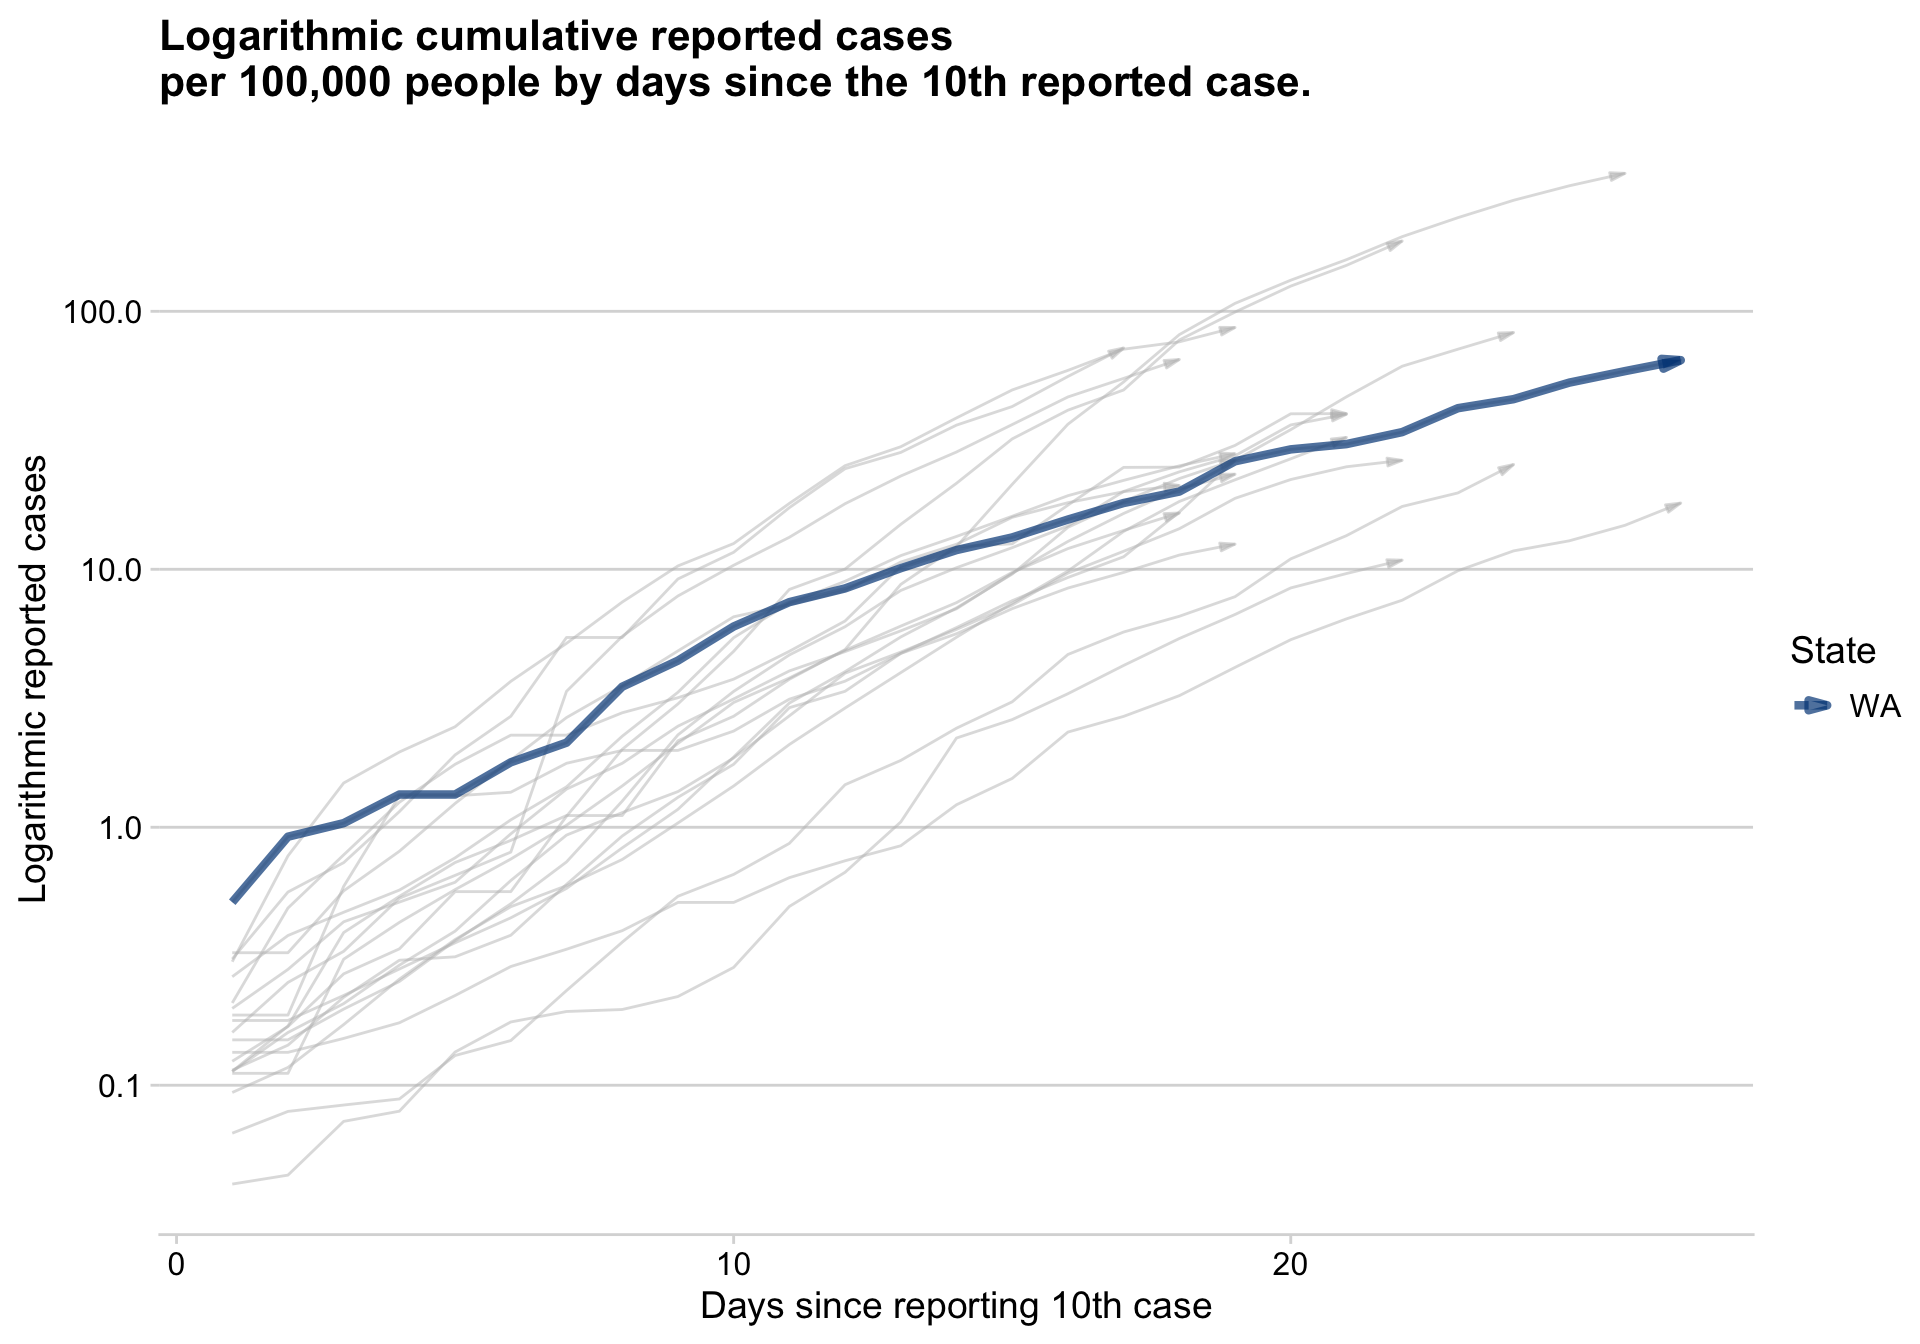 Logarithmic cumulative reported cases
per 100,000 people by days since the 10th reported case.
Logarithmic reported cases
100.0
10.0
1.0
0.1
0
10
20
Days since reporting 10th case
State
WA